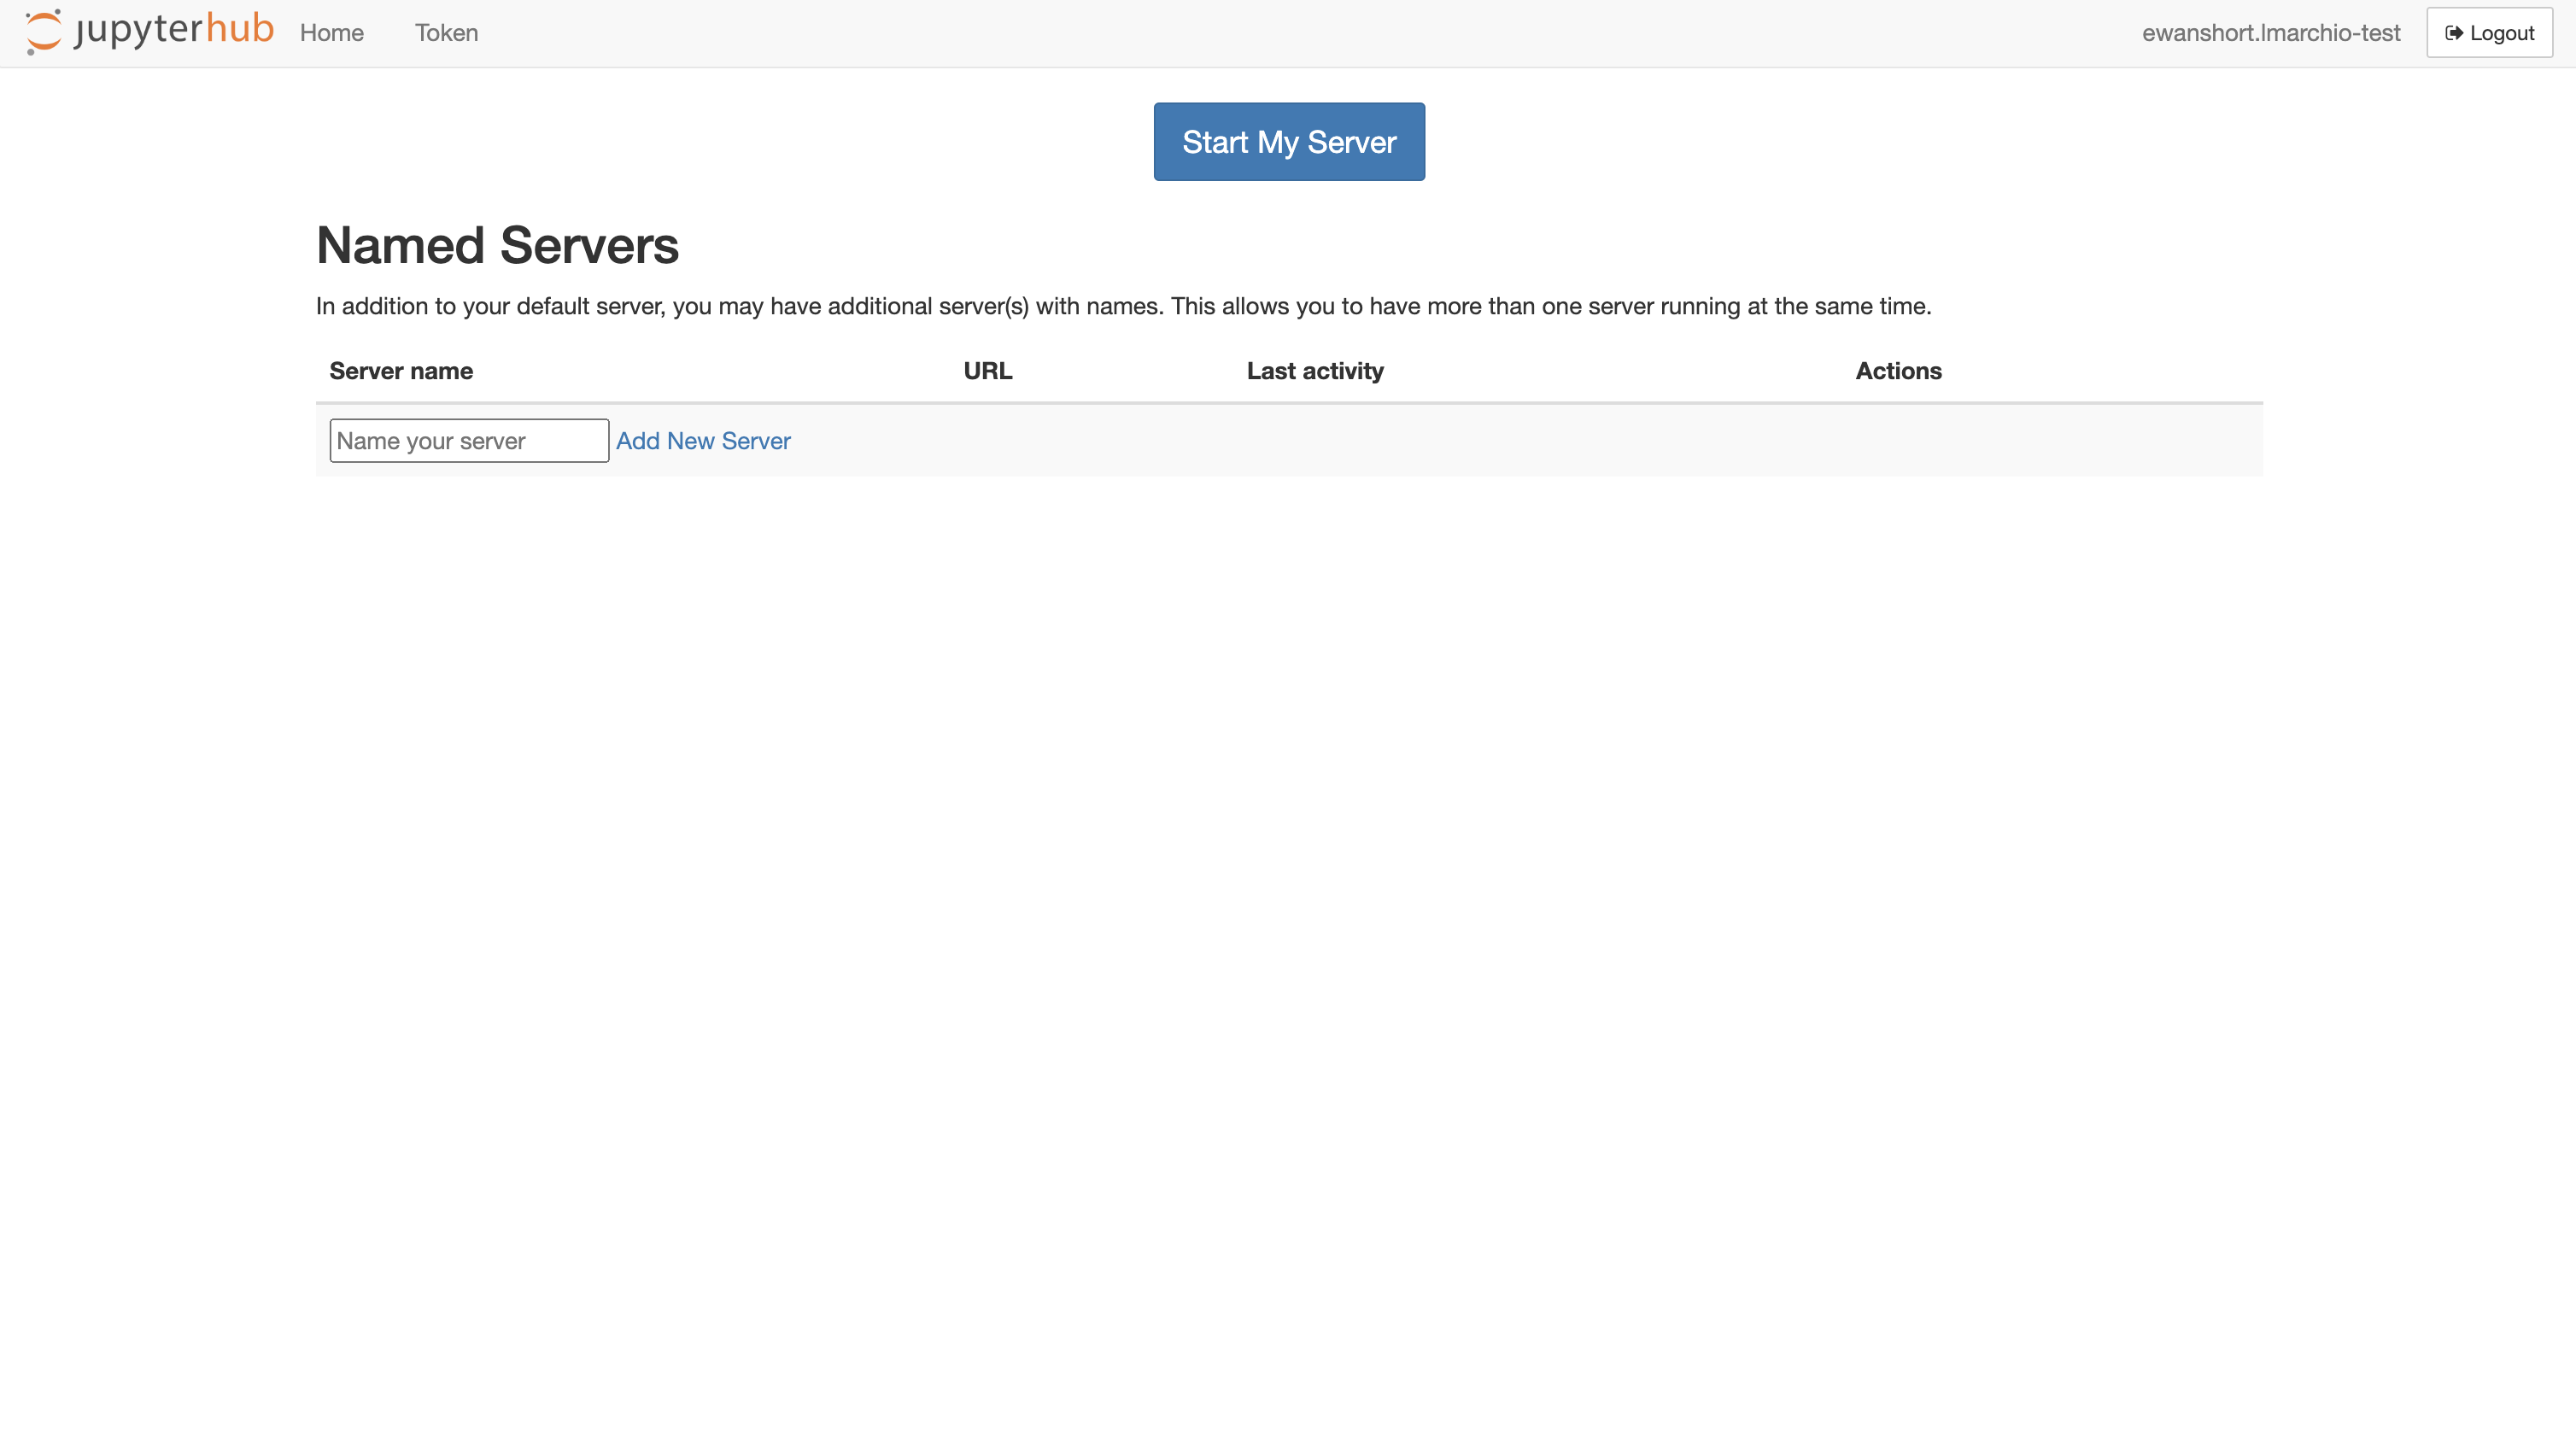 jupyterhub Home Token ewanshort.lmarchio-test Logout
Start My Server
Named Servers
In addition to your default server, you may have additional server(s) with names. This allows you to have more than one server running at the same time.
Server name URL Last activity Actions
Name your server Add New Server